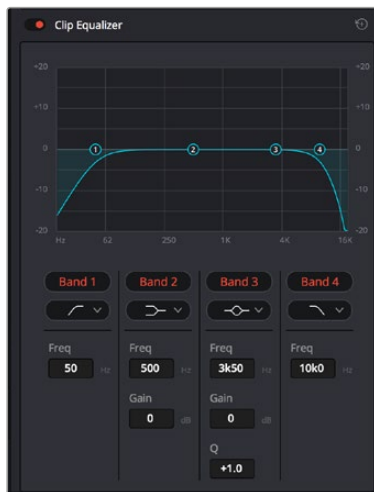 Clip Equalizer
+20 +20
+10 +10
1 2 3 4
0 0
-10 -10
-20 -20
Hz 62 250 1K 4K 16K
Band 1 Band 2 Band 3 Band 4
Freq Freq Freq Freq
50 Hz 500 Hz 3k50 Hz 10k0 Hz
Gain Gain
0 dB 0 dB
Q
+1.0